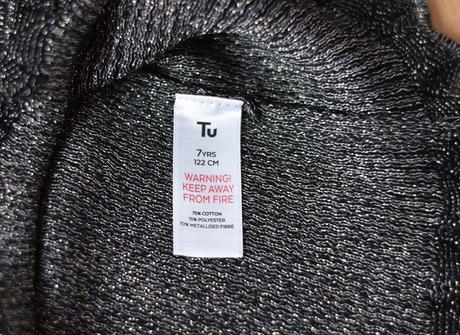 Tu
7YRS
122 CM
WARNING!
KEEP AWAY
FROM FIRE
75% COTTON
15% POLYESTER
10% METALLISED FIBRE